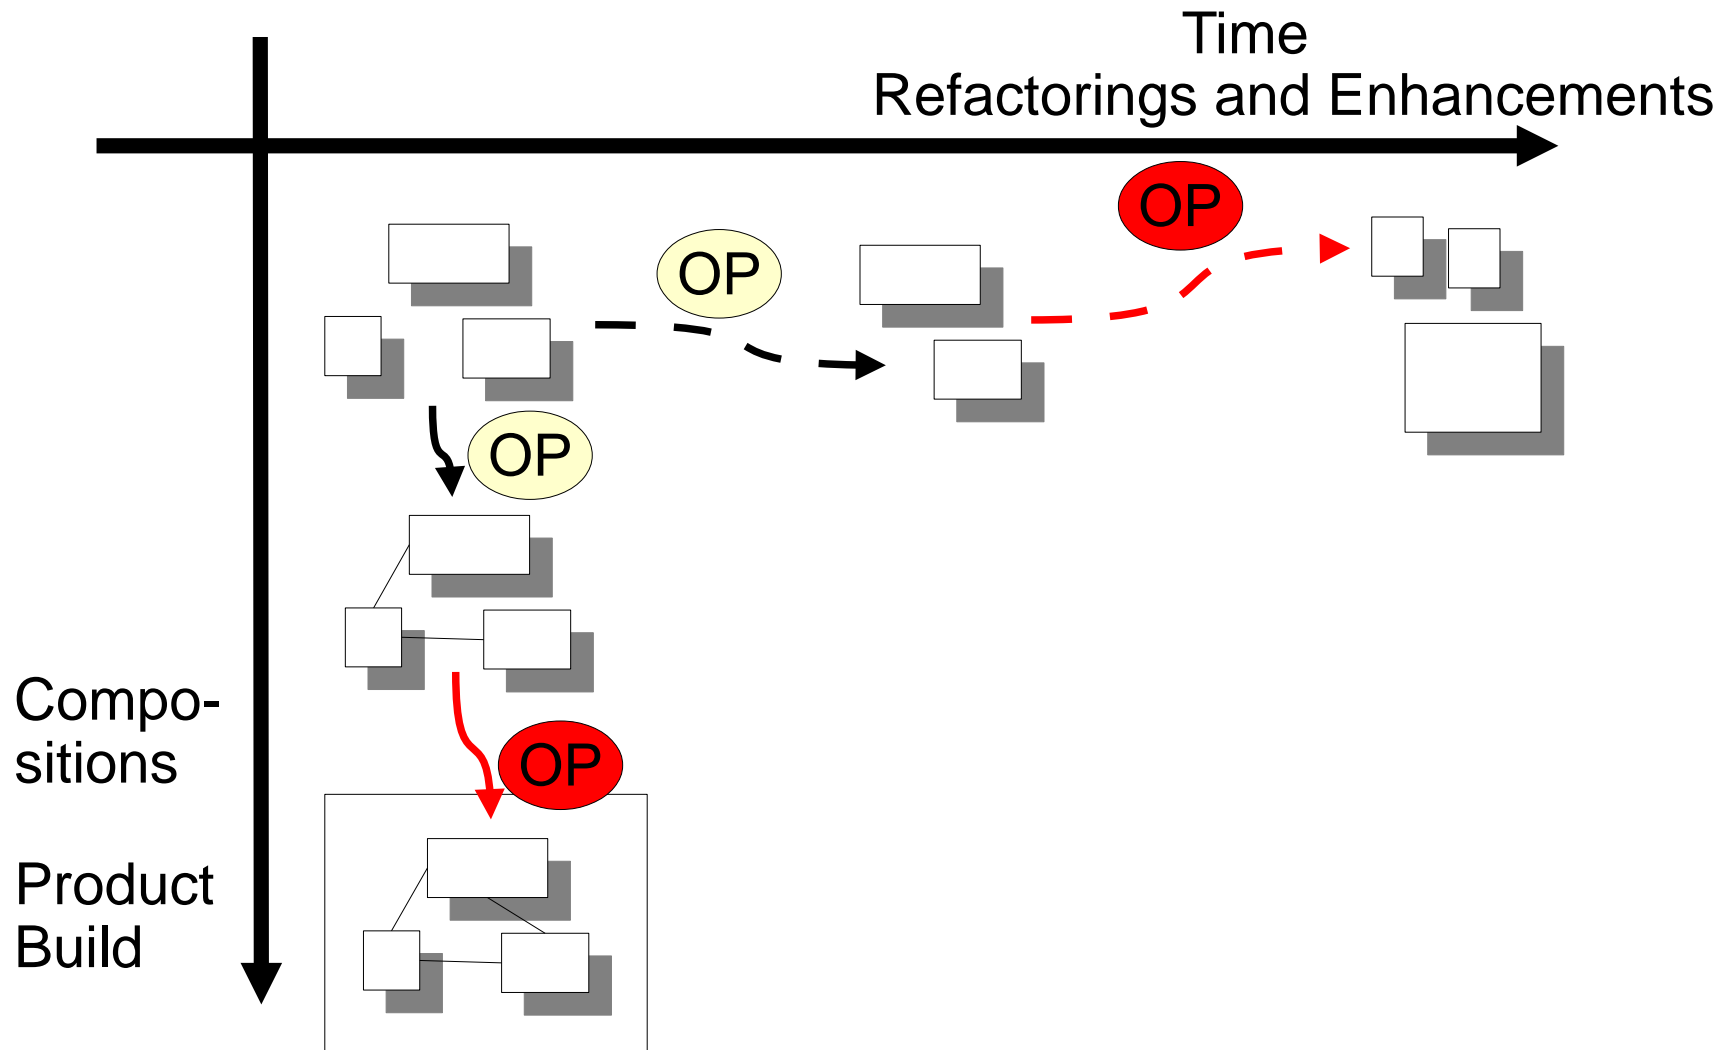 Time
Refactorings and Enhancements
OP
OP
OP
Compo-
sitions
OP
Product
Build